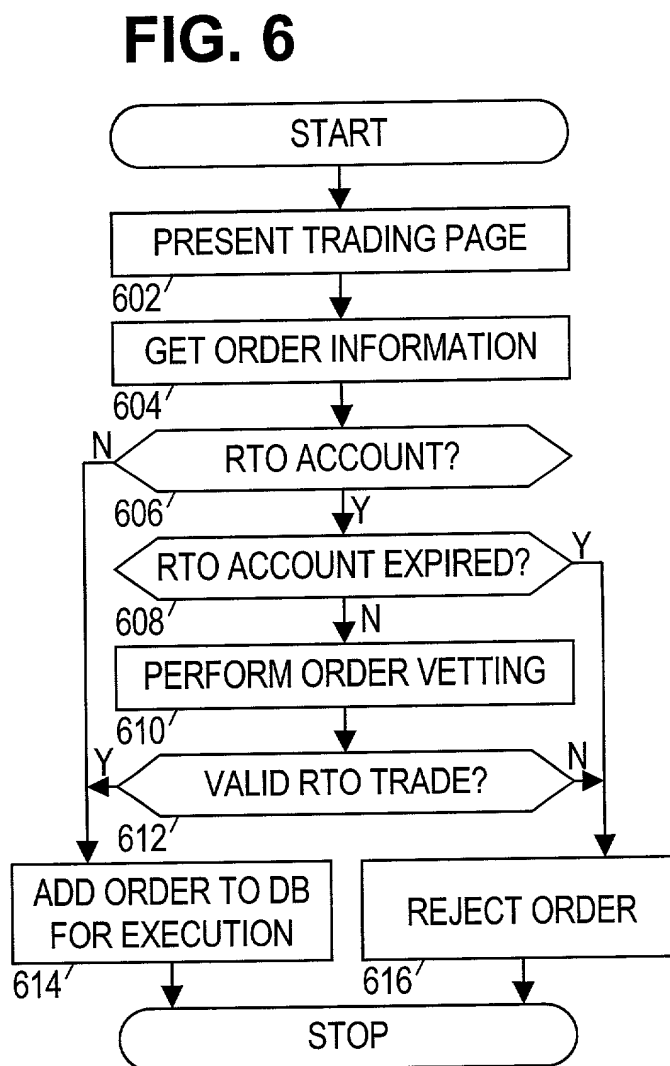 FIG. 6
START
PRESENT TRADING PAGE
602
GET ORDER INFORMATION
604
N
RTO ACCOUNT?
606
Y
RTO ACCOUNT EXPIRED?
Y
608
N
PERFORM ORDER VETTING
610
Y
VALID RTO TRADE?
N
612
ADD ORDER TO DB
FOR EXECUTION
REJECT ORDER
614
616
STOP